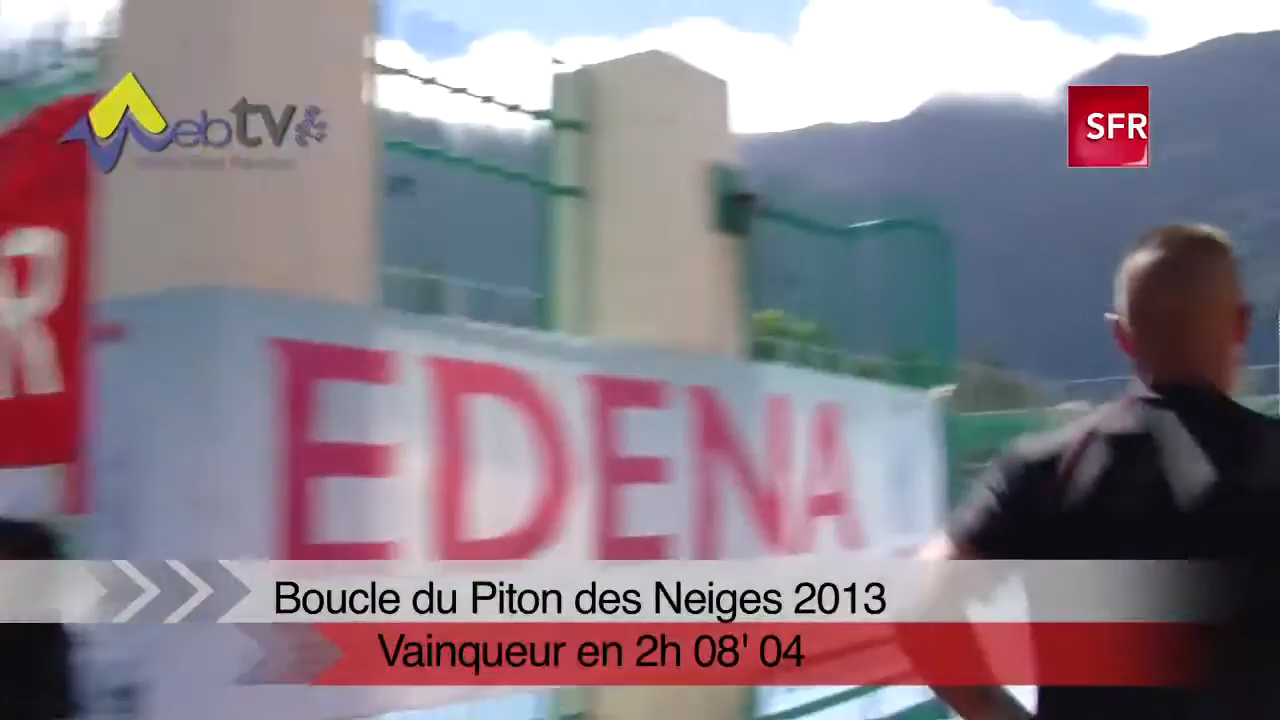 webtv
SFR
R
EDENA
Boucle du Piton des Neiges 2013
Vainqueur en 2h 08' 04